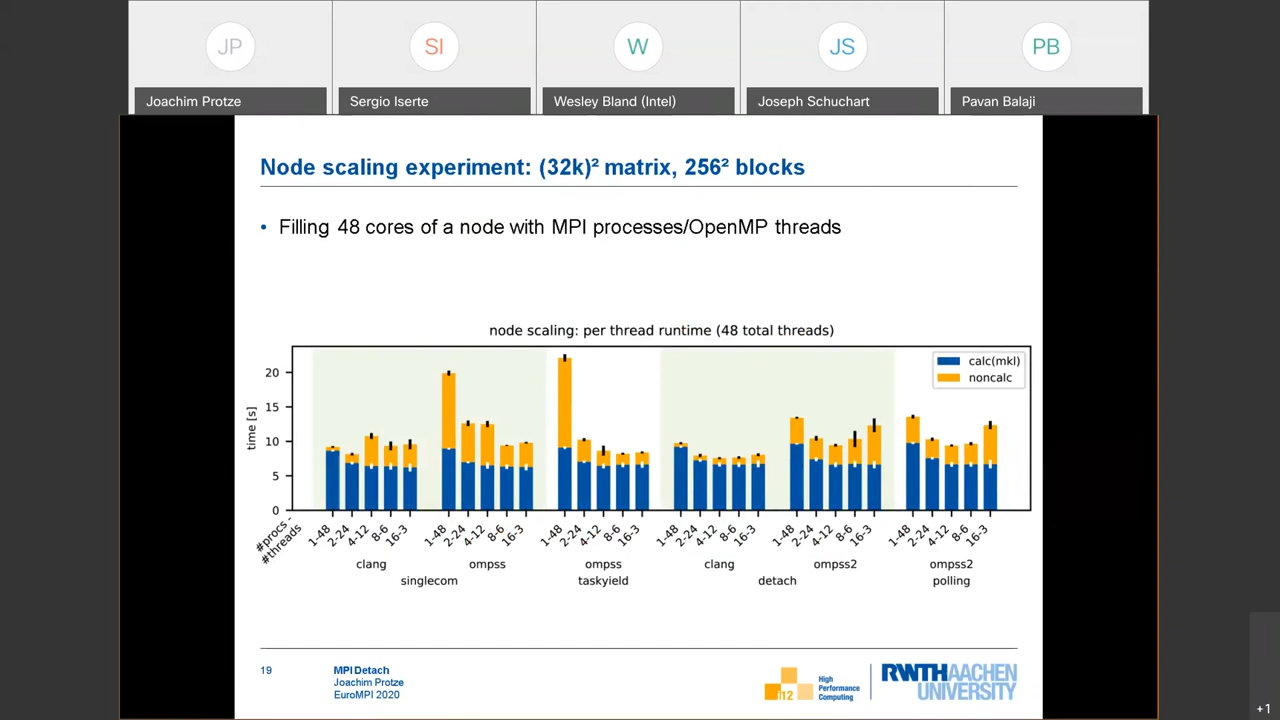 JP
SI
W
JS
PB
Joachim Protze
Sergio Iserte
Wesley Bland (Intel)
Joseph Schuchart
Pavan Balaji
Node scaling experiment: (32k)² matrix, 256² blocks
• Filling 48 cores of a node with MPI processes/OpenMP threads
node scaling: per thread runtime (48 total threads)
calc(mkl)
noncalc
time [s]
20
15
10
5
0
#procs -
#threads
1-48 2-24 4-12 8-6 16-3 1-48 2-24 4-12 8-6 16-3 1-48 2-24 4-12 8-6 16-3 1-48 2-24 4-12 8-6 16-3 1-48 2-24 4-12 8-6 16-3 1-48 2-24 4-12 8-6 16-3
clang ompss ompss clang ompss2 ompss2
singlecom taskyield detach polling
19
MPI Detach
Joachim Protze
EuroMPI 2020
I12
High
Performance
Computing
RWTH AACHEN
UNIVERSITY
+1